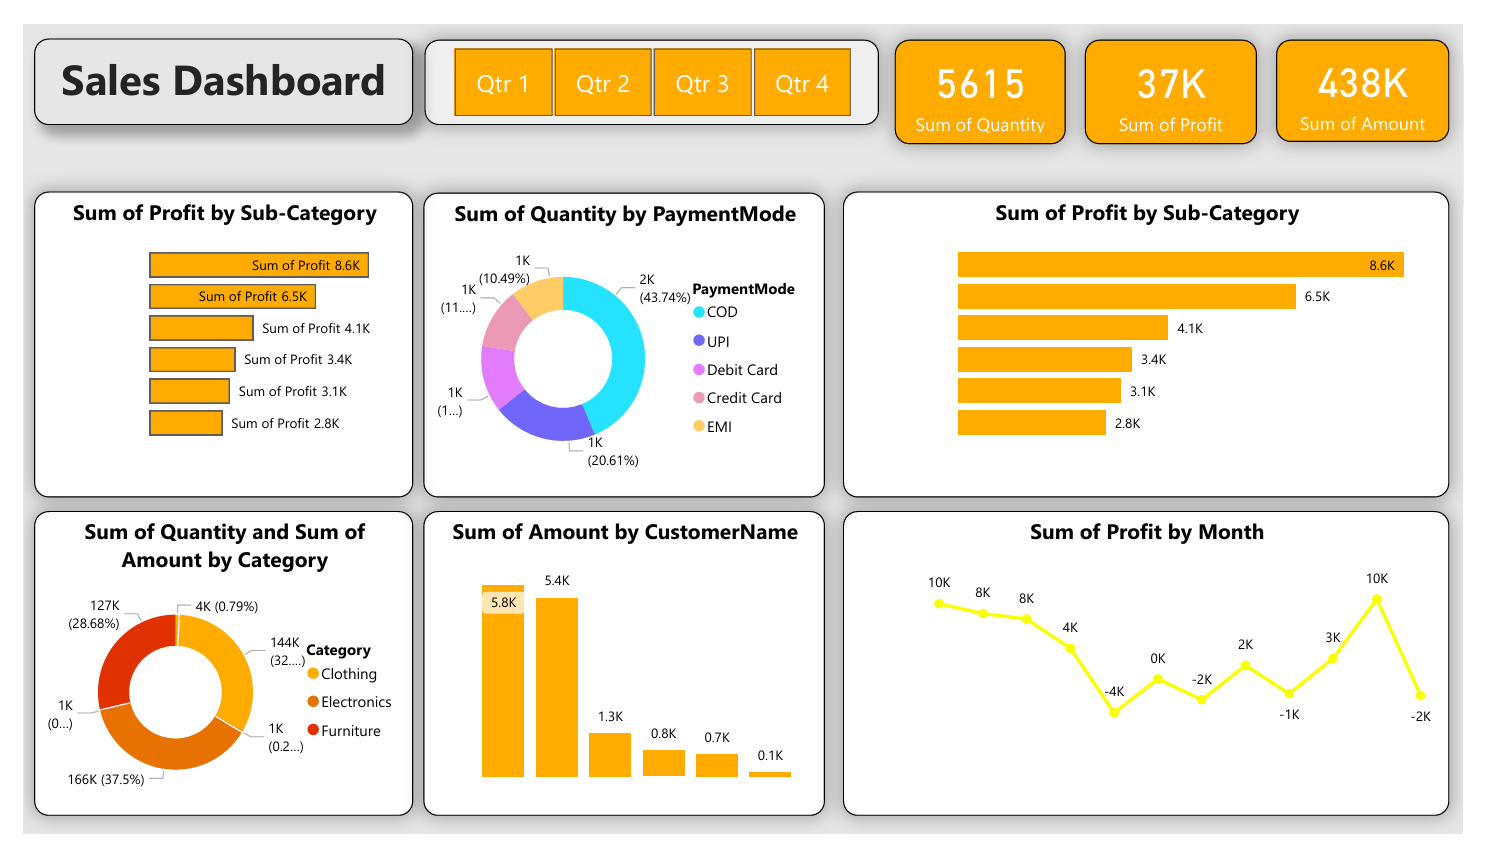 Sales Dashboard
Qtr 1
Qtr 2
Qtr 3
Qtr 4
5615
Sum of Quantity
37K
Sum of Profit
438K
Sum of Amount
Sum of Profit by Sub-Category
Sum of Profit 8.6K
Sum of Profit 6.5K
Sum of Profit 4.1K
Sum of Profit 3.4K
Sum of Profit 3.1K
Sum of Profit 2.8K
Sum of Quantity by PaymentMode
1K
(10.49%)
2K
(43.74%)
1K
(11....)
1K
(1...)
1K
(20.61%)
PaymentMode
COD
UPI
Debit Card
Credit Card
EMI
Sum of Profit by Sub-Category
8.6K
6.5K
4.1K
3.4K
3.1K
2.8K
Sum of Quantity and Sum of
Amount by Category
127K
(28.68%)
4K (0.79%)
144K
(32....)
1K
(0...)
1K
(0.2...)
166K (37.5%)
Category
Clothing
Electronics
Furniture
Sum of Amount by CustomerName
5.8K
5.4K
1.3K
0.8K
0.7K
0.1K
Sum of Profit by Month
10K
8K
8K
4K
-4K
0K
-2K
2K
-1K
3K
10K
-2K